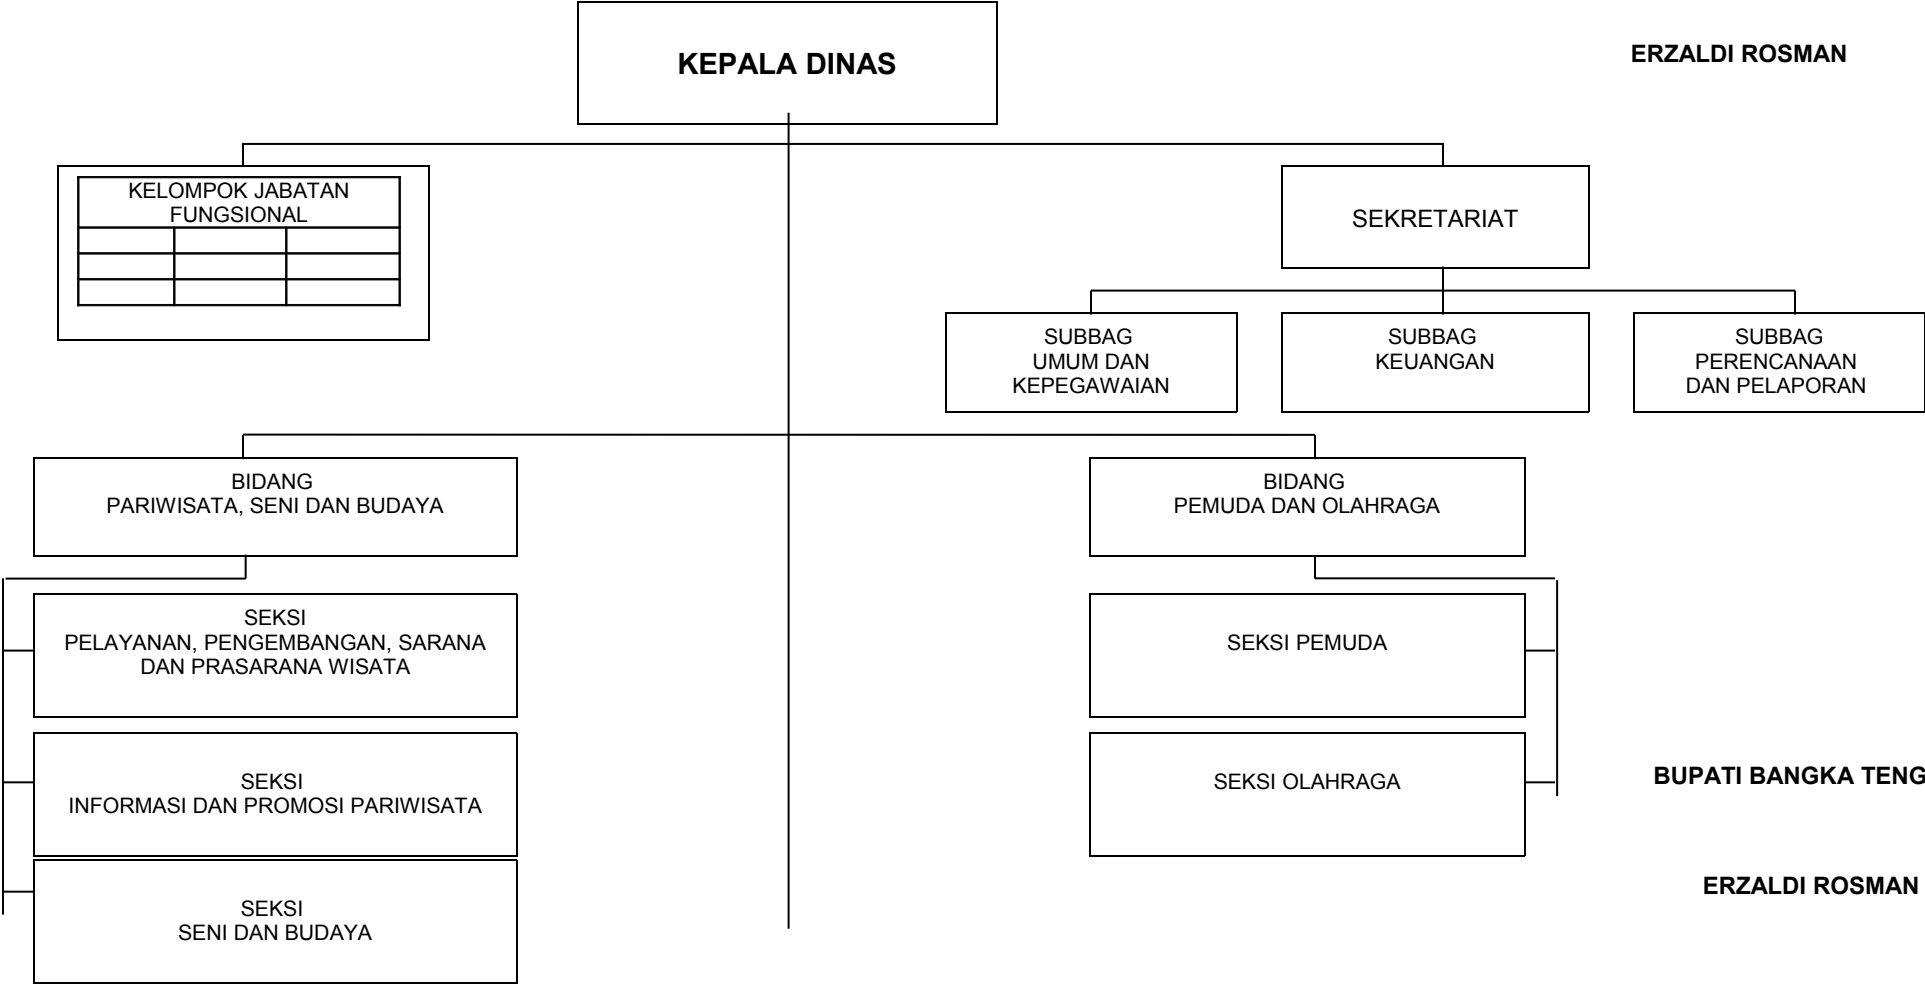 KEPALA DINAS
ERZALDI ROSMAN
KELOMPOK JABATAN
FUNGSIONAL
SEKRETARIAT
SUBBAG
UMUM DAN
KEPEGAWAIAN
SUBBAG
KEUANGAN
SUBBAG
PERENCANAAN
DAN PELAPORAN
BIDANG
PARIWISATA, SENI DAN BUDAYA
BIDANG
PEMUDA DAN OLAHRAGA
SEKSI
PELAYANAN, PENGEMBANGAN, SARANA
DAN PRASARANA WISATA
SEKSI PEMUDA
SEKSI
INFORMASI DAN PROMOSI PARIWISATA
SEKSI OLAHRAGA
BUPATI BANGKA TENG
SEKSI
SENI DAN BUDAYA
ERZALDI ROSMAN